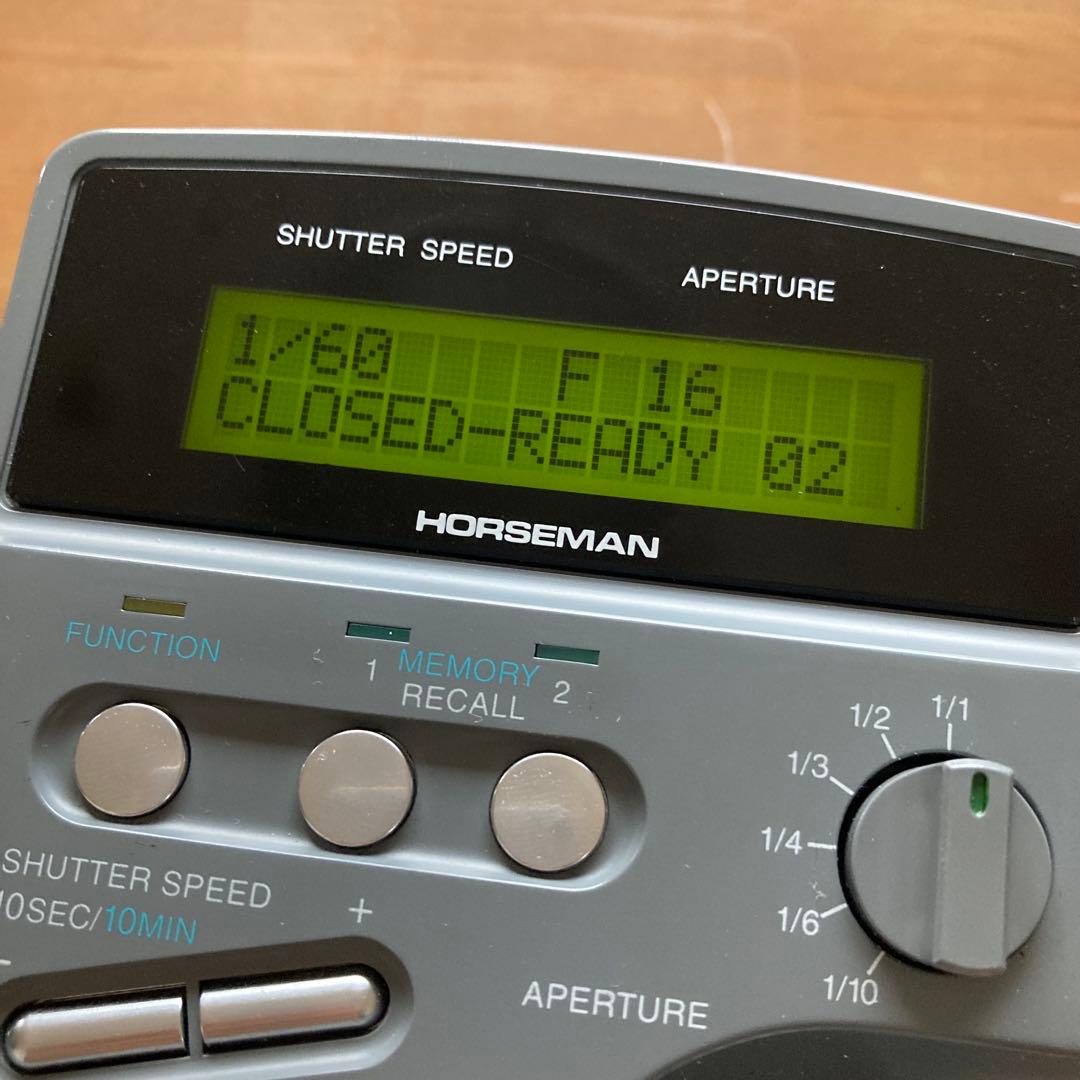 SHUTTER SPEED
APERTURE
1/60 F 16
CLOSED-READY 02
HORSEMAN
FUNCTION
1 MEMORY 2
RECALL
1/1
1/2
1/3
1/4
1/6
1/10
SHUTTER SPEED
10SEC/10MIN
- +
APERTURE